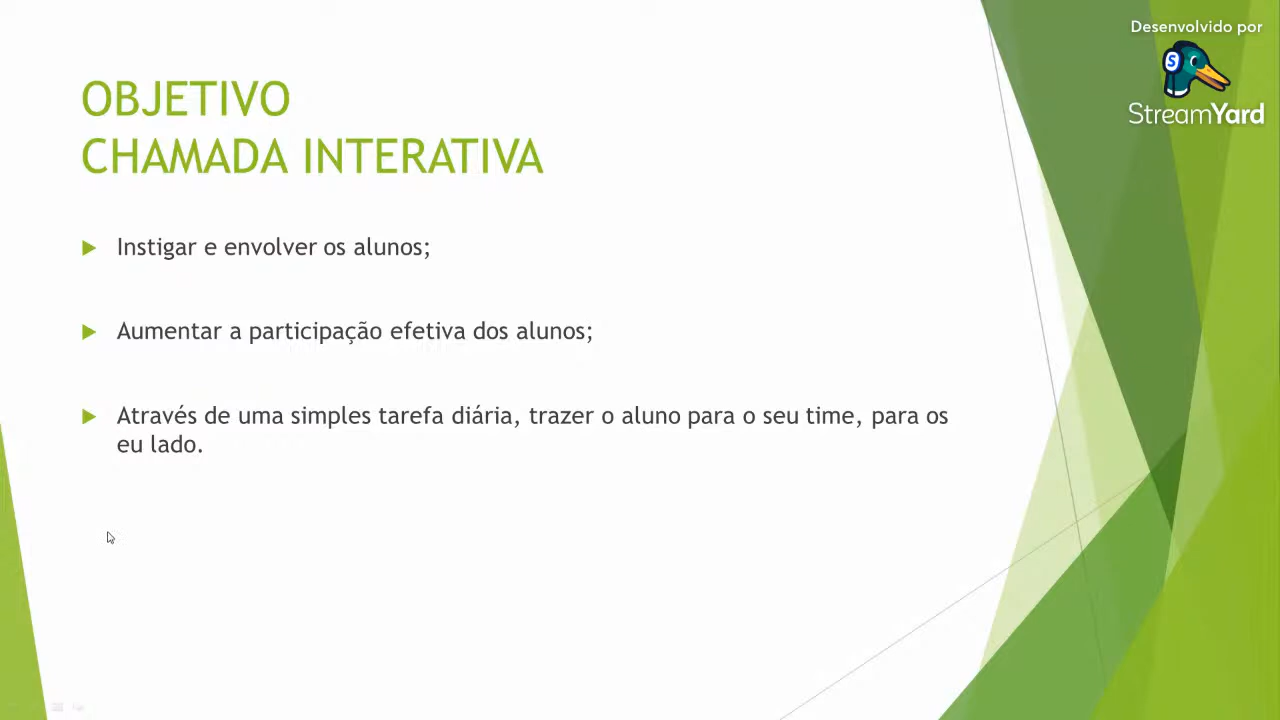 Desenvolvido por
StreamYard
OBJETIVO
CHAMADA INTERATIVA
Instigar e envolver os alunos;
Aumentar a participação efetiva dos alunos;
Através de uma simples tarefa diária, trazer o aluno para o seu time, para os
eu lado.